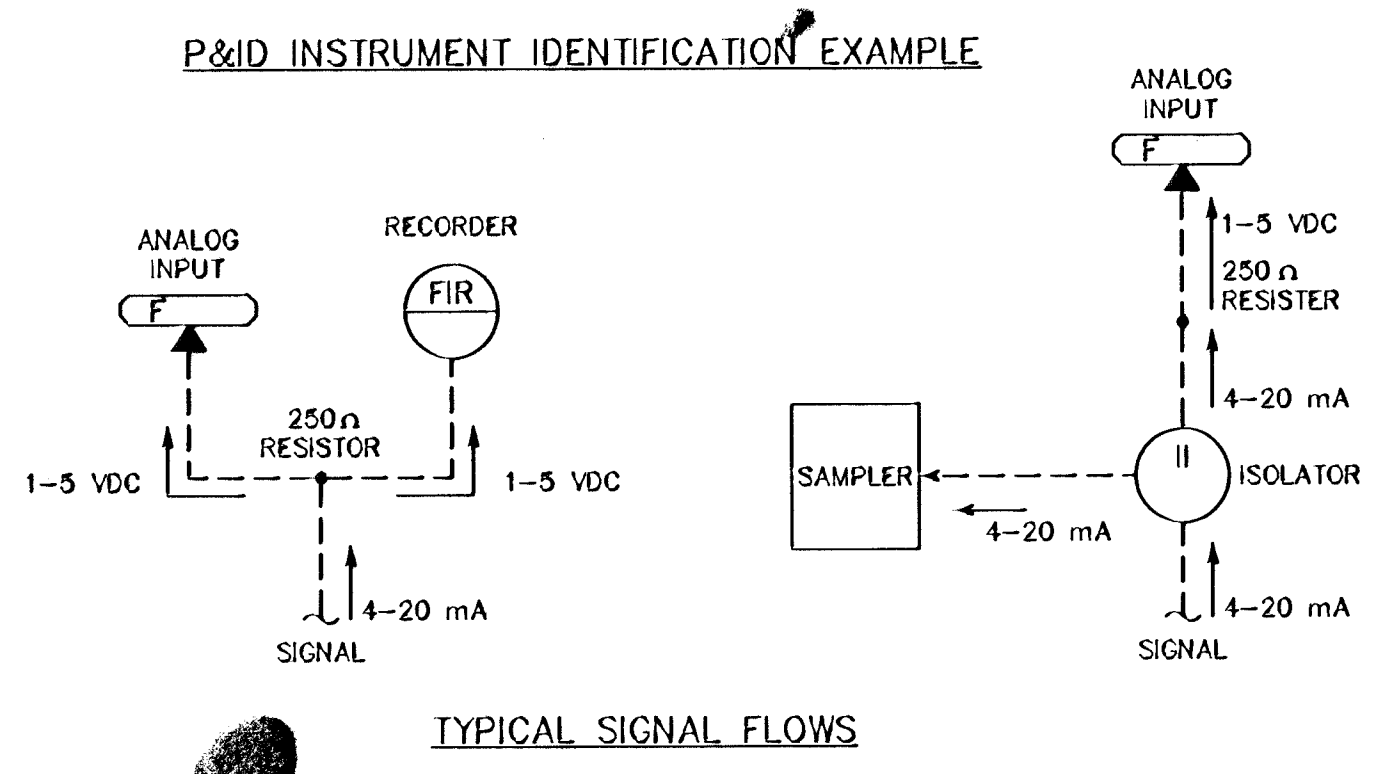 P&ID INSTRUMENT IDENTIFICATION EXAMPLE
ANALOG
INPUT
F
RECORDER
FIR
250Ω
RESISTOR
1-5 VDC
1-5 VDC
4-20 mA
SIGNAL
ANALOG
INPUT
F
1-5 VDC
250Ω
RESISTER
4-20 mA
SAMPLER
II
ISOLATOR
4-20 mA
4-20 mA
SIGNAL
TYPICAL SIGNAL FLOWS